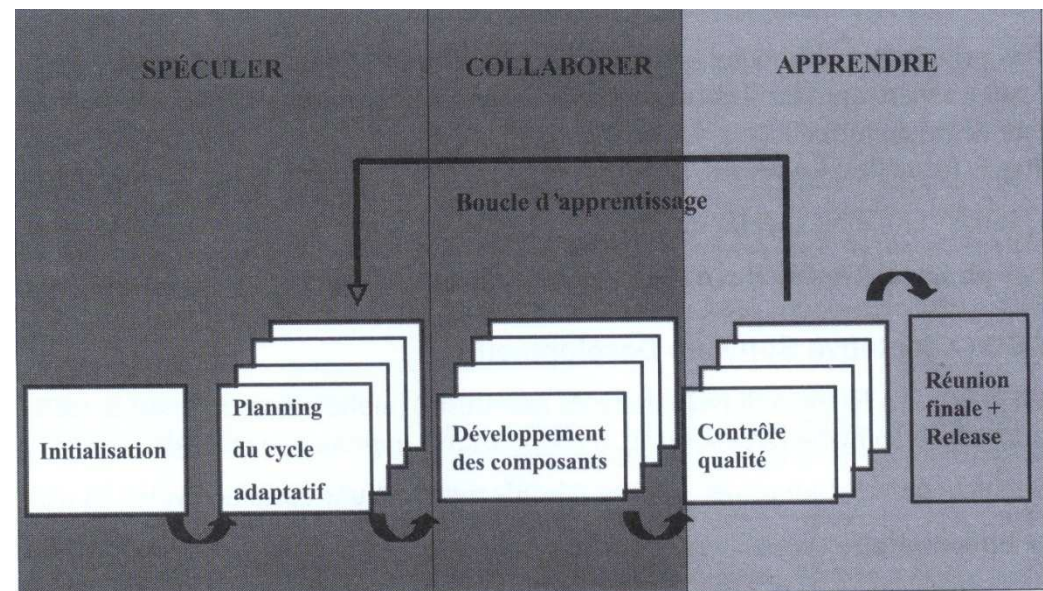 SPÉCULER
COLLABORER
APPRENDRE
Boucle d'apprentissage
Initialisation
Planning
du cycle
adaptatif
Développement
des composants
Contrôle
qualité
Réunion
finale +
Release